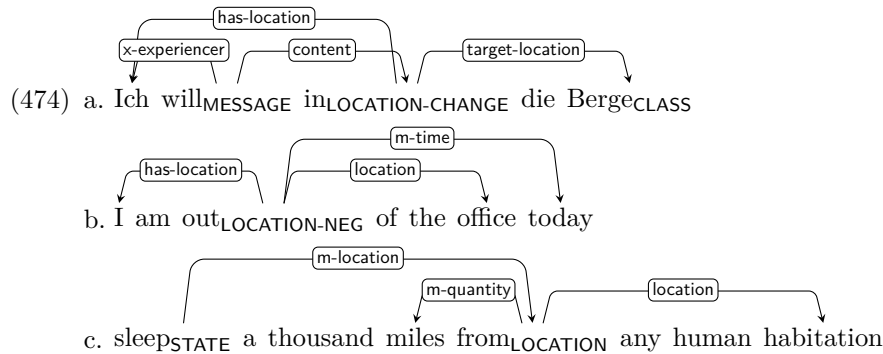 has-location
x-experiencer content target-location
(474) a. Ich willMESSAGE inLOCATION-CHANGE die BergeCLASS
m-time
has-location location
b. I am outLOCATION-NEG of the office today
m-location
m-quantity location
c. sleepSTATE a thousand miles fromLOCATION any human habitation